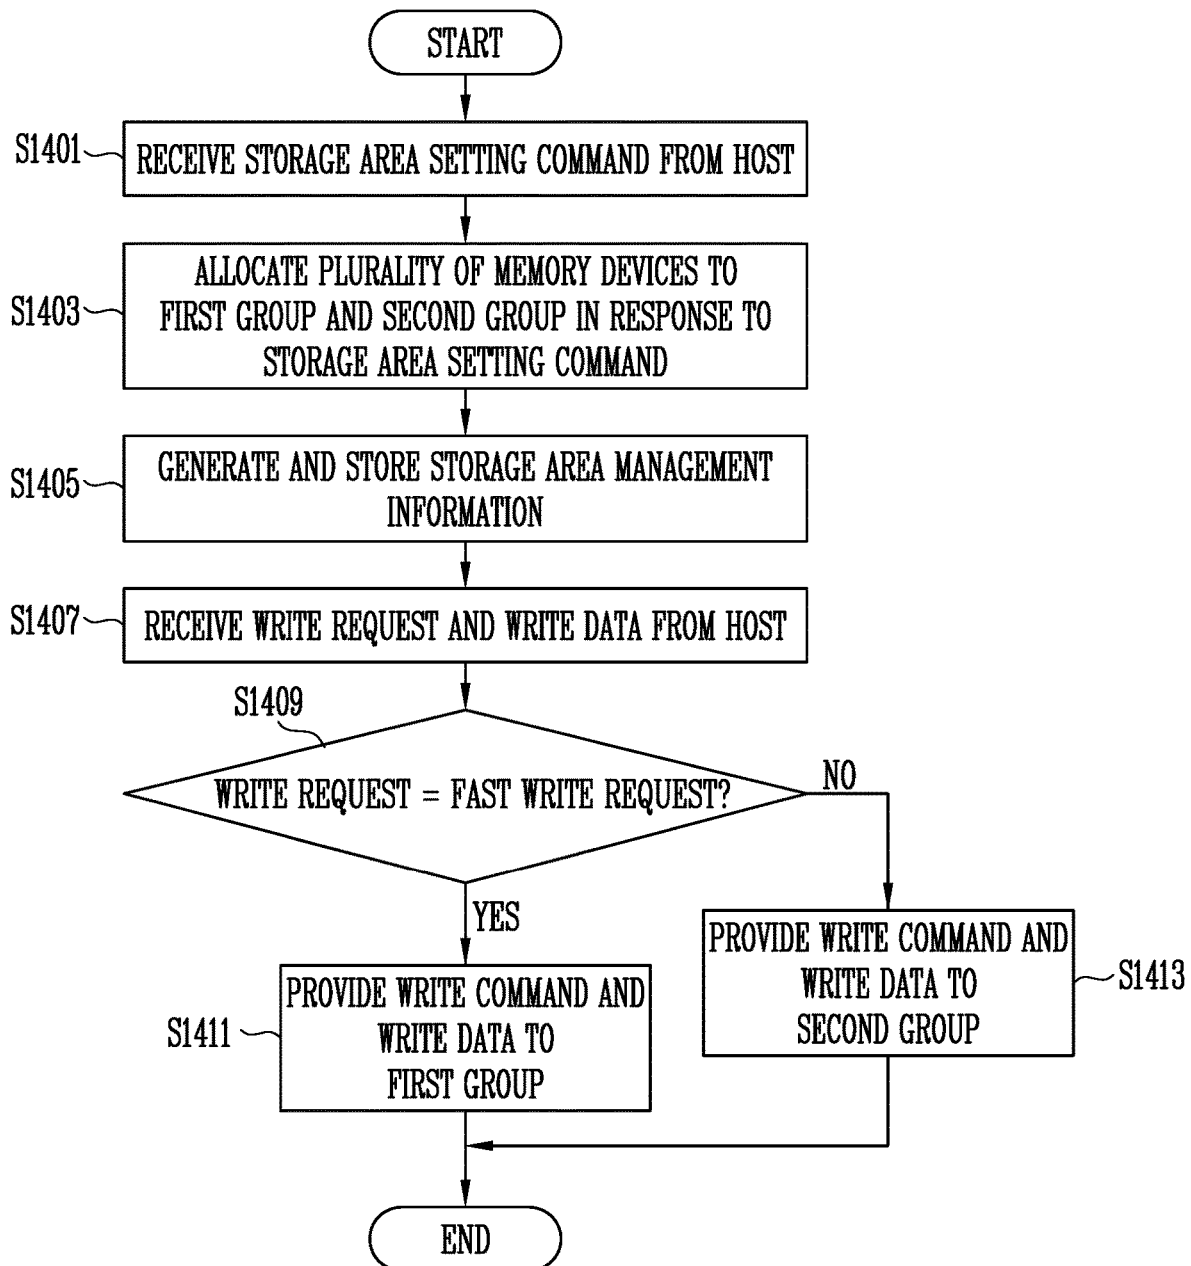 START
S1401
RECEIVE STORAGE AREA SETTING COMMAND FROM HOST
S1403
ALLOCATE PLURALITY OF MEMORY DEVICES TO
FIRST GROUP AND SECOND GROUP IN RESPONSE TO
STORAGE AREA SETTING COMMAND
S1405
GENERATE AND STORE STORAGE AREA MANAGEMENT
INFORMATION
S1407
RECEIVE WRITE REQUEST AND WRITE DATA FROM HOST
S1409
WRITE REQUEST = FAST WRITE REQUEST?
NO
YES
S1411
PROVIDE WRITE COMMAND AND
WRITE DATA TO
FIRST GROUP
PROVIDE WRITE COMMAND AND
WRITE DATA TO
SECOND GROUP
S1413
END